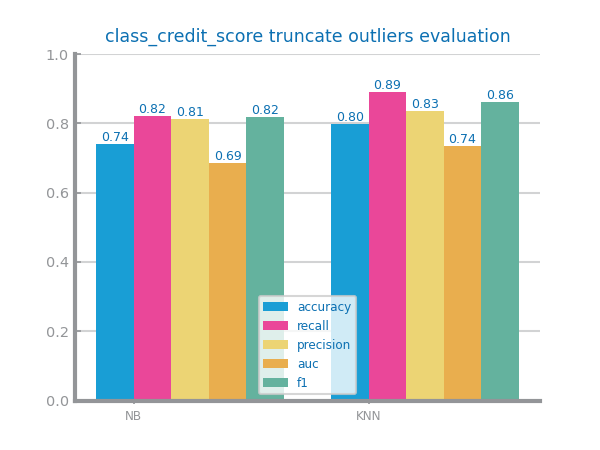 class_credit_score truncate outliers evaluation
1.0
0.8
0.6
0.4
0.2
0.0
0.74
0.82
0.81
0.69
0.82
0.80
0.89
0.83
0.74
0.86
accuracy
recall
precision
auc
f1
NB
KNN